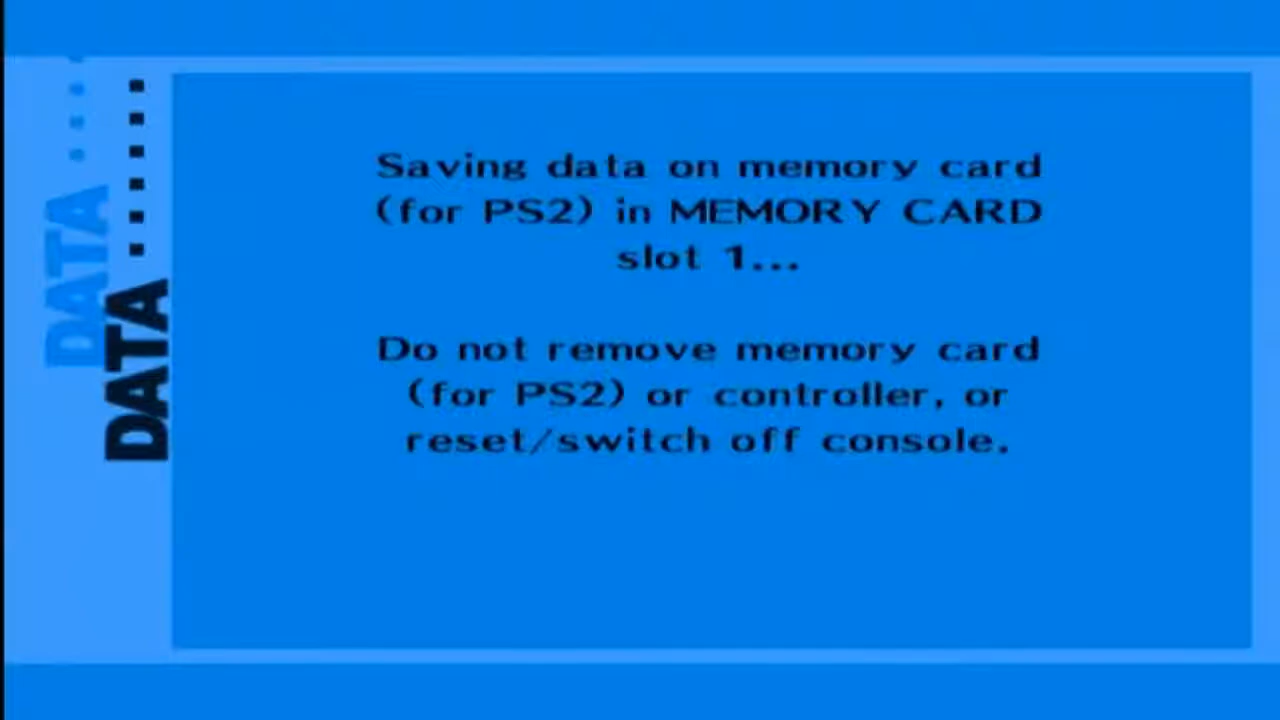 DATA
DATA
Saving data on memory card
(for PS2) in MEMORY CARD
slot 1...
Do not remove memory card
(for PS2) or controller, or
reset/switch off console.